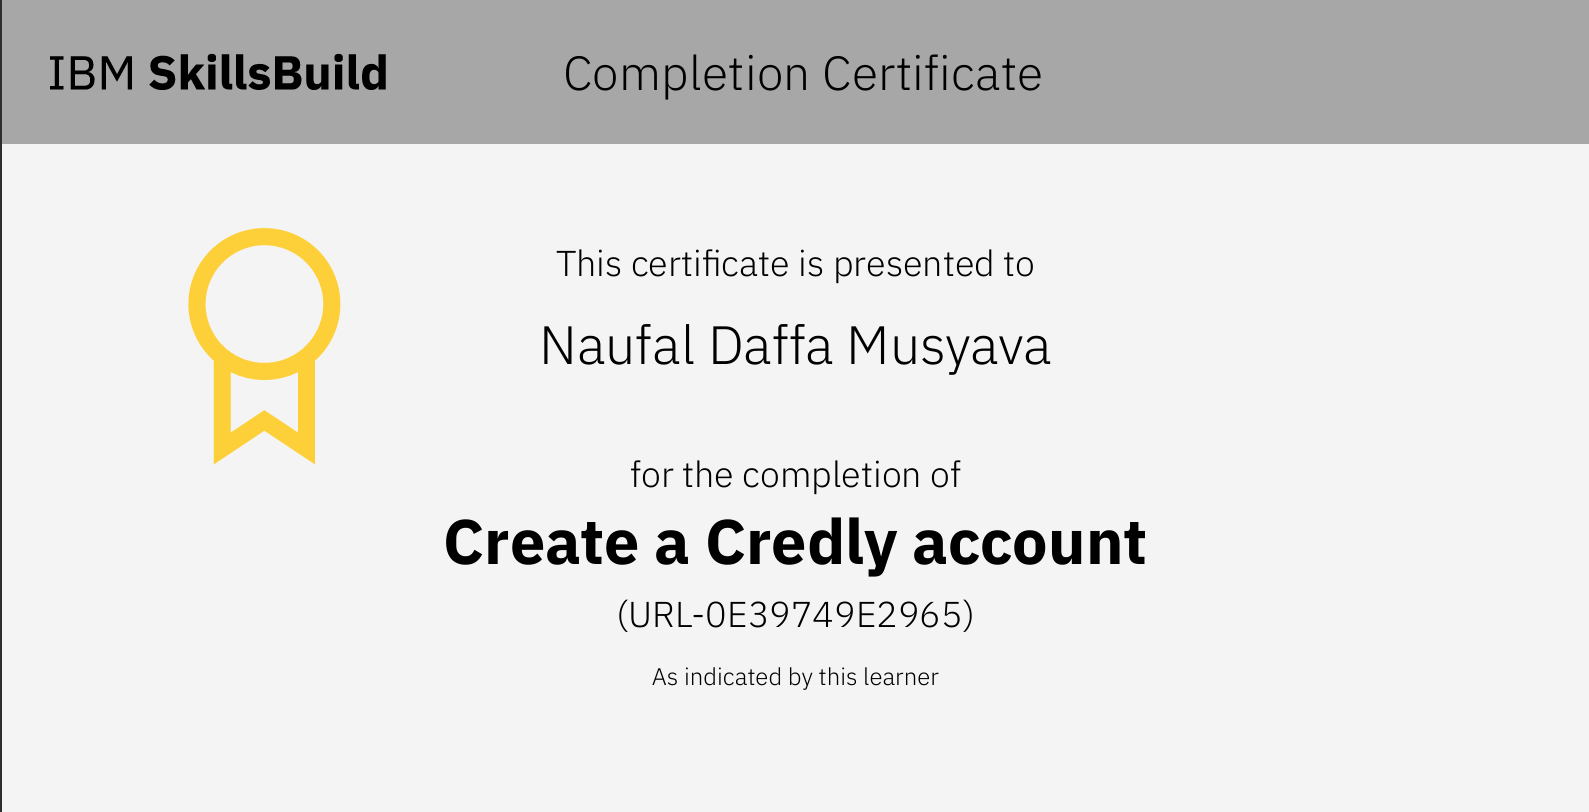 IBM SkillsBuild
Completion Certificate
This certificate is presented to
Naufal Daffa Musyava
for the completion of
Create a Credly account
(URL-0E39749E2965)
As indicated by this learner